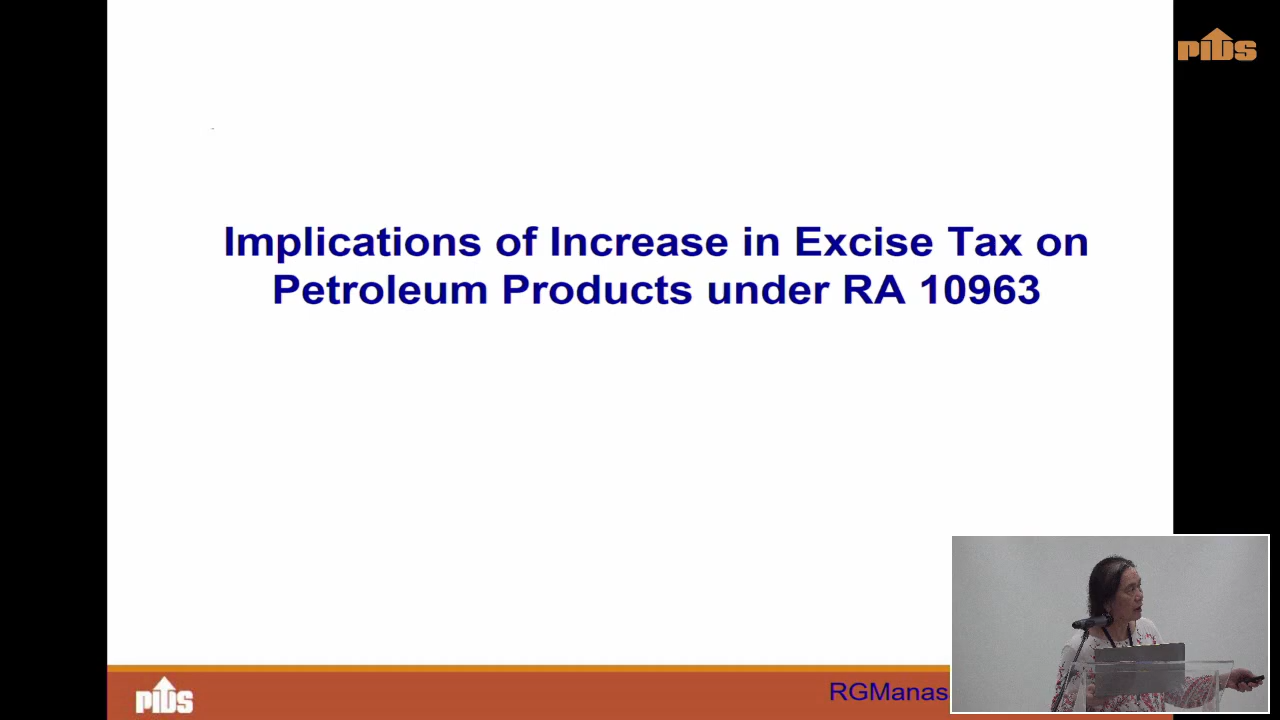 PIDS
Implications of Increase in Excise Tax on
Petroleum Products under RA 10963
PIDS
RGManas